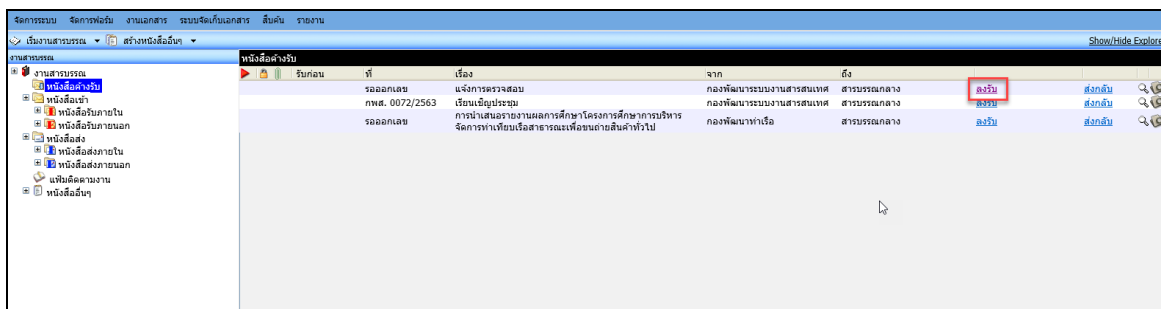 จัดการระบบ จัดการฟอร์ม งานเอกสาร ระบบจัดเก็บเอกสาร สืบค้น รายงาน
เริ่มงานสารบรรณ สร้างหนังสืออื่นๆ Show/Hide Explore
งานสารบรรณ หนังสือค้างรับ
งานสารบรรณ รับก่อน ที่ เรื่อง จาก ถึง
หนังสือค้างรับ รอออกเลข แจ้งการตรวจสอบ กองพัฒนาระบบงานสารสนเทศ สารบรรณกลาง ลงรับ ส่งกลับ
หนังสือเข้า กพส. 0072/2563 เรียนเชิญประชุม กองพัฒนาระบบงานสารสนเทศ สารบรรณกลาง ลงรับ ส่งกลับ
หนังสือรับภายใน การนำเสนอรายงานผลการศึกษาโครงการศึกษาการบริหาร
หนังสือรับภายนอก รอออกเลข จัดการท่าเทียบเรือสาธารณะเพื่อขนถ่ายสินค้าทั่วไป กองพัฒนาท่าเรือ สารบรรณกลาง ลงรับ ส่งกลับ
หนังสือส่ง
หนังสือส่งภายใน
หนังสือส่งภายนอก
แฟ้มติดตามงาน
หนังสืออื่นๆ